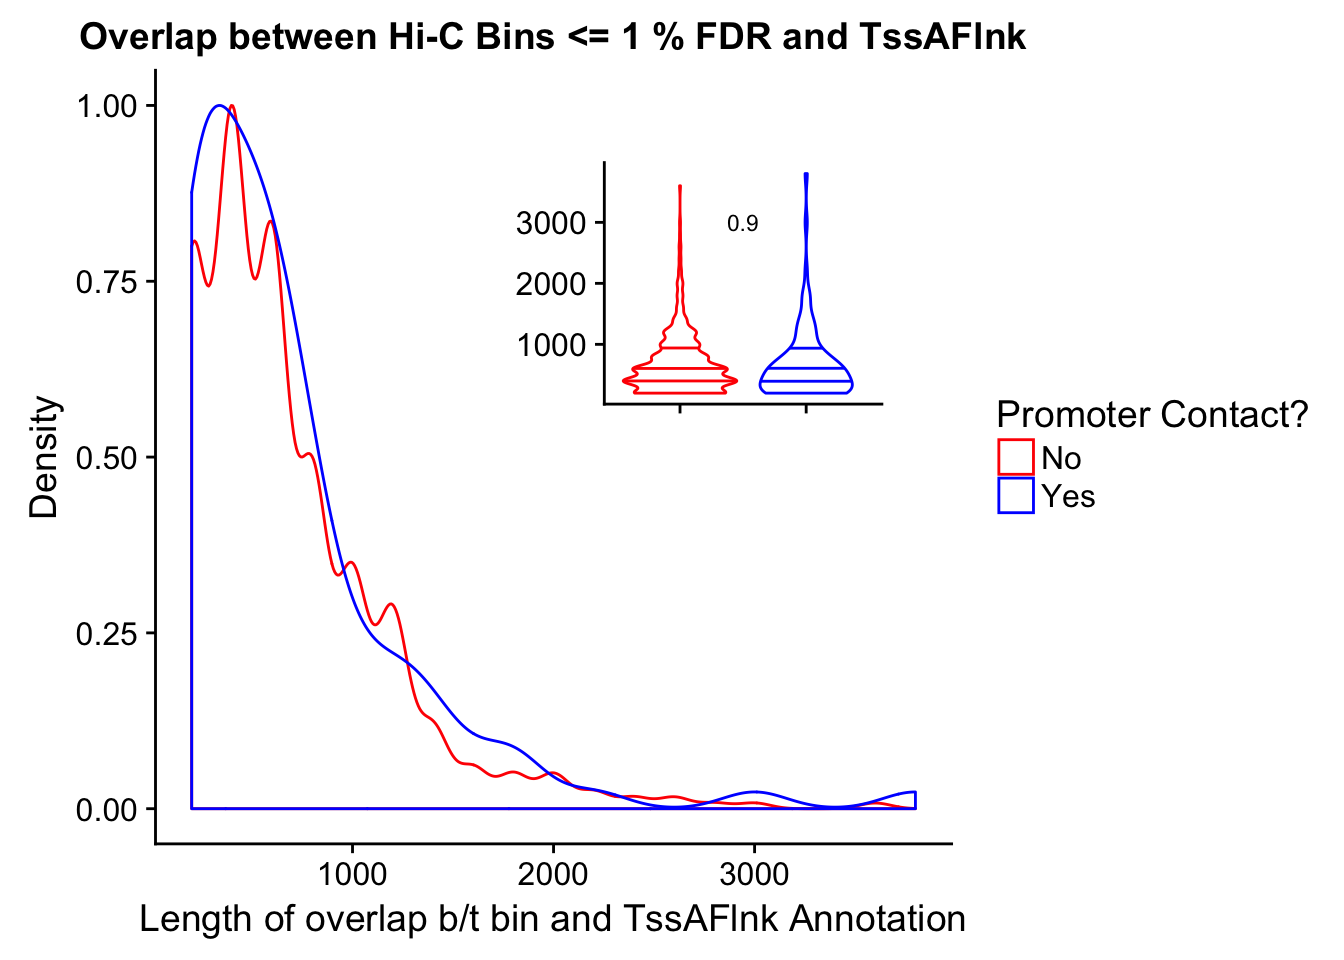 Overlap between Hi-C Bins <= 1 % FDR and TssAFlnk
1.00
0.75
0.50
0.25
0.00
Density
1000
2000
3000
Length of overlap b/t bin and TssAFlnk Annotation
3000
2000
1000
0.9
Promoter Contact?
No
Yes